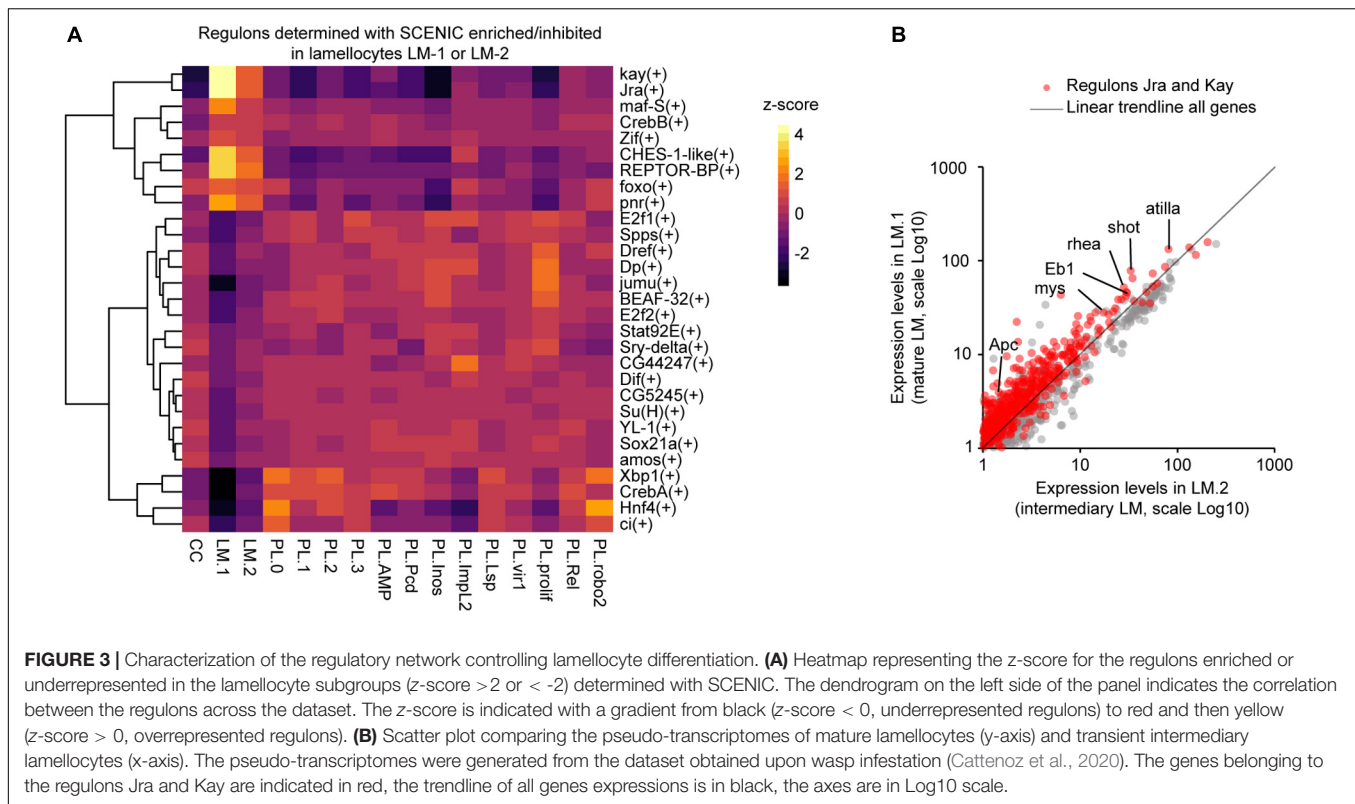 A
Regulons determined with SCENIC enriched/inhibited
in lamellocytes LM-1 or LM-2
kay(+)
Jra(+)
maf-S(+)
CrebB(+)
Zif(+)
CHES-1-like(+)
REPTOR-BP(+)
foxo(+)
pnr(+)
E2f1(+)
Spps(+)
Dref(+)
Dp(+)
jumu(+)
BEAF-32(+)
E2f2(+)
Stat92E(+)
Sry-delta(+)
CG44247(+)
Dif(+)
CG5245(+)
Su(H)(+)
YL-1(+)
Sox21a(+)
amos(+)
Xbp1(+)
CrebA(+)
Hnf4(+)
ci(+)
CC
LM.1
LM.2
PL.0
PL.1
PL.2
PL.3
PL.AMP
PL.Pcd
PL.Inos
PL.ImpL2
PL.Lsp
PL.vir1
PL.prolif
PL.Rel
PL.robo2
z-score
4
2
0
-2
B
Regulons Jra and Kay
Linear trendline all genes
Expression levels in LM.1
(mature LM, scale Log10)
1000
100
10
1
atilla
shot
rhea
Eb1
mys
Apc
1
10
100
1000
Expression levels in LM.2
(intermediary LM, scale Log10)
FIGURE 3 | Characterization of the regulatory network controlling lamellocyte differentiation. (A) Heatmap representing the z-score for the regulons enriched or
underrepresented in the lamellocyte subgroups (z-score >2 or < -2) determined with SCENIC. The dendrogram on the left side of the panel indicates the correlation
between the regulons across the dataset. The z-score is indicated with a gradient from black (z-score < 0, underrepresented regulons) to red and then yellow
(z-score > 0, overrepresented regulons). (B) Scatter plot comparing the pseudo-transcriptomes of mature lamellocytes (y-axis) and transient intermediary
lamellocytes (x-axis). The pseudo-transcriptomes were generated from the dataset obtained upon wasp infestation (Cattenoz et al., 2020). The genes belonging to
the regulons Jra and Kay are indicated in red, the trendline of all genes expressions is in black, the axes are in Log10 scale.